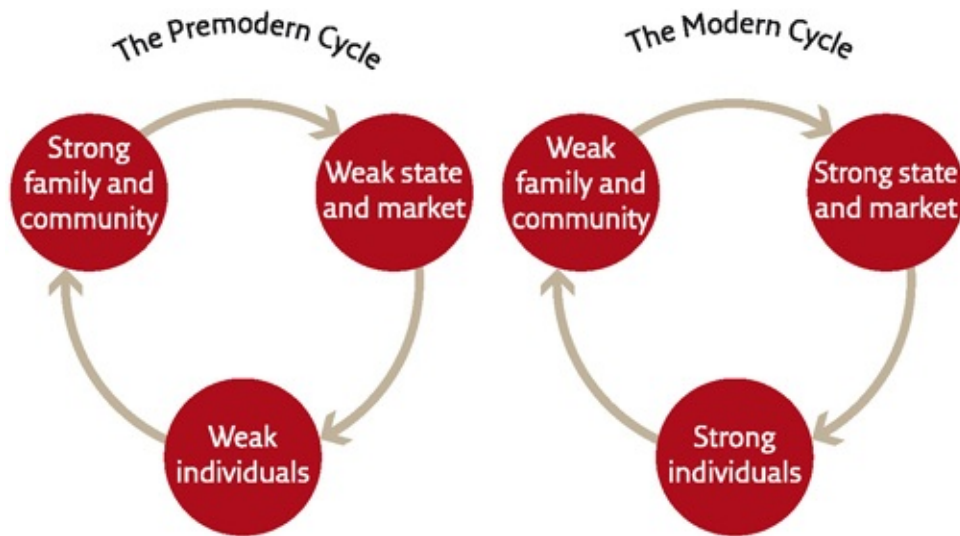 The Premodern Cycle
Strong
family and
community
Weak state
and market
Weak
individuals
The Modern Cycle
Weak
family and
community
Strong state
and market
Strong
individuals